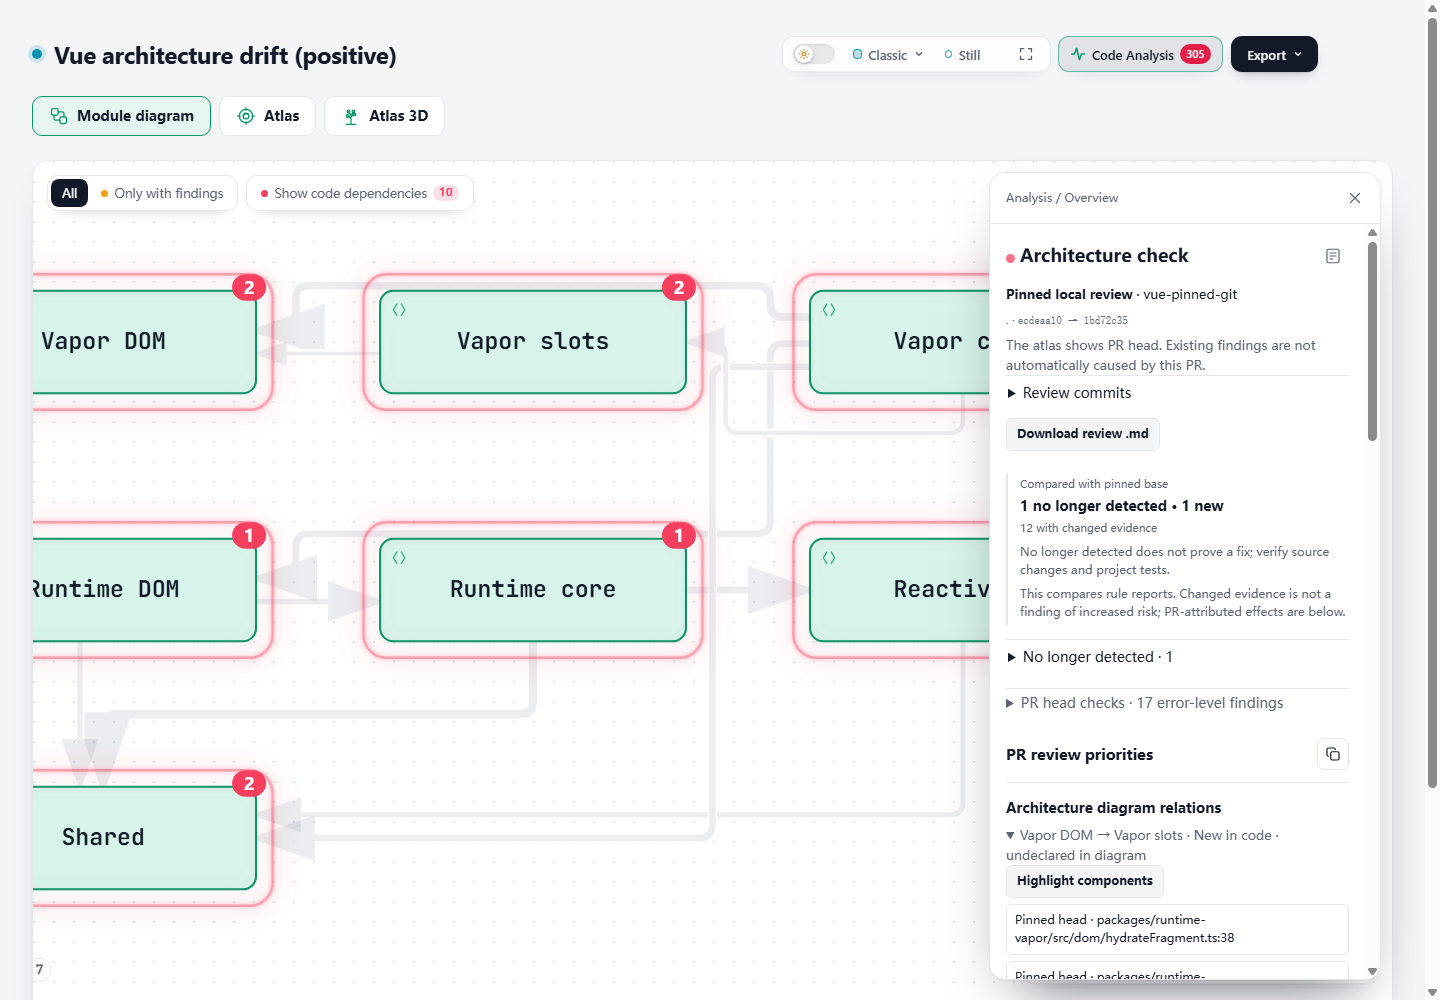 Vue architecture drift (positive)
Classic
Still
Code Analysis 305
Export
Module diagram
Atlas
Atlas 3D
All
Only with findings
Show code dependencies 10
Vapor DOM
2
Vapor slots
2
Vapor c
Runtime DOM
1
Runtime core
1
Reactiv
Shared
2
7
Analysis / Overview
Architecture check
Pinned local review · vue-pinned-git
. · ecdeaa10 → 1bd72c35
The atlas shows PR head. Existing findings are not
automatically caused by this PR.
Review commits
Download review .md
Compared with pinned base
1 no longer detected • 1 new
12 with changed evidence
No longer detected does not prove a fix; verify source
changes and project tests.
This compares rule reports. Changed evidence is not a
finding of increased risk; PR-attributed effects are below.
No longer detected · 1
PR head checks · 17 error-level findings
PR review priorities
Architecture diagram relations
Vapor DOM → Vapor slots · New in code ·
undeclared in diagram
Highlight components
Pinned head · packages/runtime-
vapor/src/dom/hydrateFragment.ts:38
Pinned head · packages/runtime-